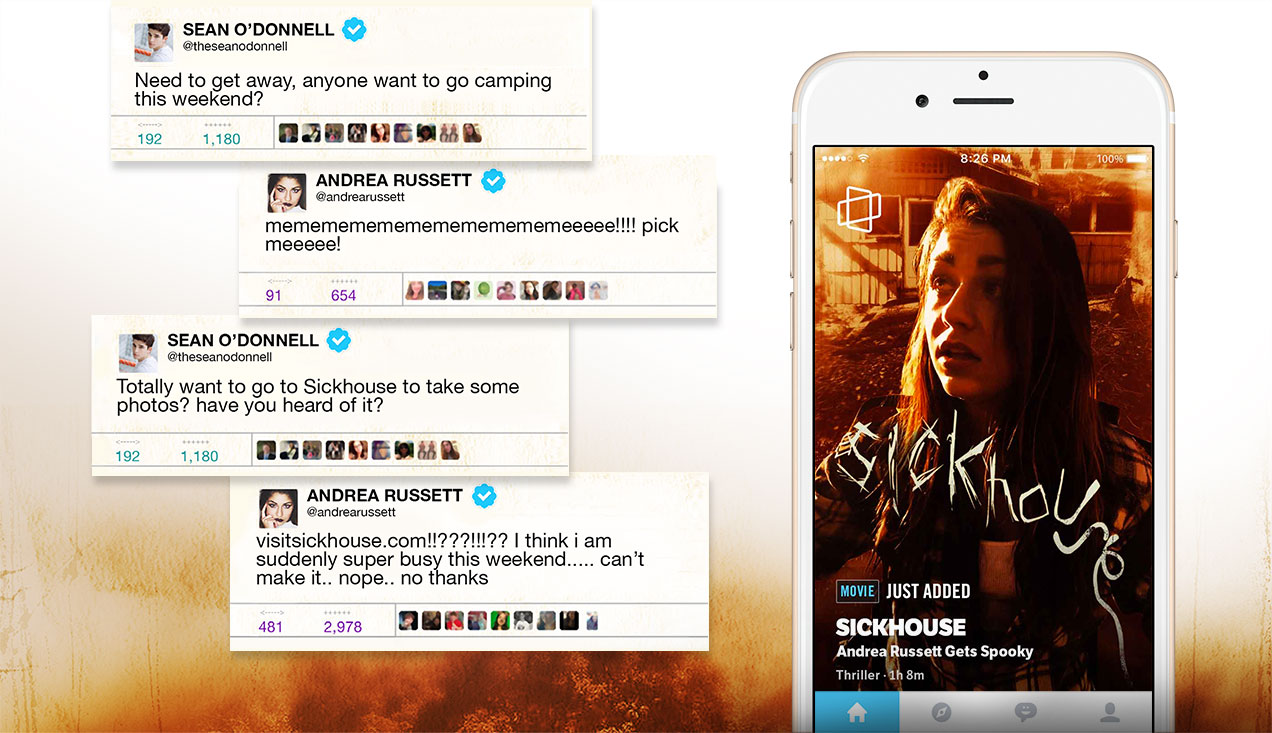 SEAN O'DONNELL
@theseanodonnell
Need to get away, anyone want to go camping
this weekend?
<----->
++++++
192
1,180
ANDREA RUSSETT
@andrearussett
mememememememememememeeeee!!!! pick
meeeee!
<----->
++++++
91
654
SEAN O'DONNELL
@theseanodonnell
Totally want to go to Sickhouse to take some
photos? have you heard of it?
<----->
++++++
192
1,180
ANDREA RUSSETT
@andrearussett
visitsickhouse.com!!???!!!?? I think i am
suddenly super busy this weekend..... can't
make it.. nope.. no thanks
<----->
++++++
481
2,978
8:26 PM
100%
sickhouse
MOVIE JUST ADDED
SICKHOUSE
Andrea Russett Gets Spooky
Thriller · 1h 8m